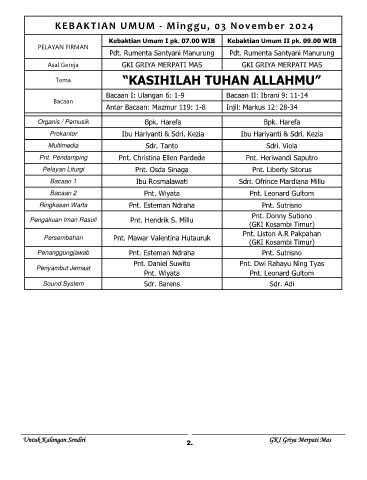 KEBAKTIAN UMUM - Minggu, 03 November 2024
PELAYAN FIRMAN
Kebaktian Umum I pk. 07.00 WIB
Kebaktian Umum II pk. 09.00 WIB
Pdt. Rumenta Santyani Manurung
Pdt. Rumenta Santyani Manurung
Asal Gereja
GKI GRIYA MERPATI MAS
GKI GRIYA MERPATI MAS
Tema
“KASIHILAH TUHAN ALLAHMU”
Bacaan
Bacaan I: Ulangan 6: 1-9
Bacaan II: Ibrani 9: 11-14
Antar Bacaan: Mazmur 119: 1-8
Injil: Markus 12: 28-34
Organis / Pemusik
Bpk. Harefa
Bpk. Harefa
Prokantor
Ibu Hariyanti & Sdri. Kezia
Ibu Hariyanti & Sdri. Kezia
Multimedia
Sdr. Tanto
Sdri. Viola
Pnt. Pendamping
Pnt. Christina Ellen Pardede
Pnt. Heriwandi Saputro
Pelayan Liturgi
Pnt. Osda Sinaga
Pnt. Liberty Sitorus
Bacaan 1
Ibu Rosmalawati
Sdri. Ofrince Mardiana Millu
Bacaan 2
Pnt. Wiyata
Pnt. Leonard Gultom
Ringkasan Warta
Pnt. Esteman Ndraha
Pnt. Sutrisno
Pengakuan Iman Rasuli
Pnt. Hendrik S. Millu
Pnt. Donny Sutiono
(GKI Kosambi Timur)
Persembahan
Pnt. Mawar Valentina Hutauruk
Pnt. Liston A.R Pakpahan
(GKI Kosambi Timur)
Penanggungjawab
Pnt. Esteman Ndraha
Pnt. Sutrisno
Penyambut Jemaat
Pnt. Daniel Suwito
Pnt. Wiyata
Pnt. Dwi Rahayu Ning Tyas
Pnt. Leonard Gultom
Sound System
Sdr. Barens
Sdr. Adi
Untuk Kalangan Sendiri
2.
GKI Griya Merpati Mas